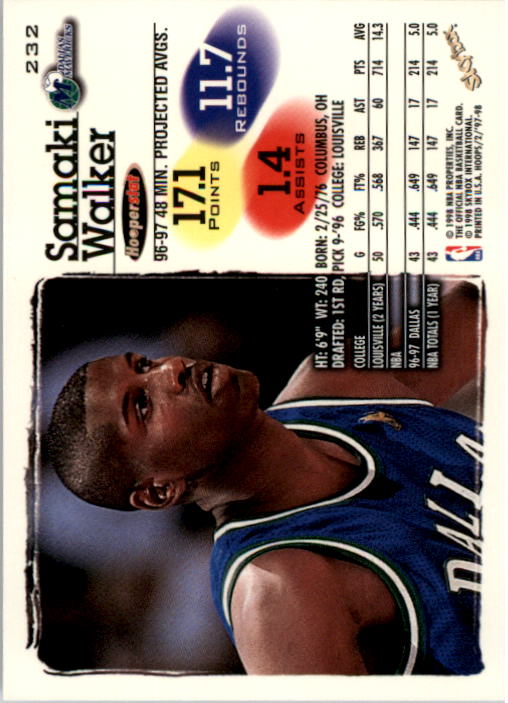 232
DALLAS
MAVERICKS
Samaki
Walker
Hooperstar
96-97 48 MIN. PROJECTED AVGS.
17.1
POINTS
11.7
REBOUNDS
1.4
ASSISTS
HT: 6'9" WT: 240 BORN: 2/25/76 COLUMBUS, OH
DRAFTED: 1ST RD, PICK 9-'96 COLLEGE: LOUISVILLE
COLLEGE G FG% FT% REB AST PTS AVG
LOUISVILLE (2 YEARS) 50 .570 .568 367 60 714 14.3
NBA
96-97 DALLAS 43 .444 .649 147 17 214 5.0
NBA TOTALS (1 YEAR) 43 .444 .649 147 17 214 5.0
NBA
© 1998 NBA PROPERTIES, INC.
THE OFFICIAL NBA BASKETBALL CARD.
© 1998 SKYBOX INTERNATIONAL.
PRINTED IN U.S.A. HOOPS/2/'97-98
SkyBox
DALLA